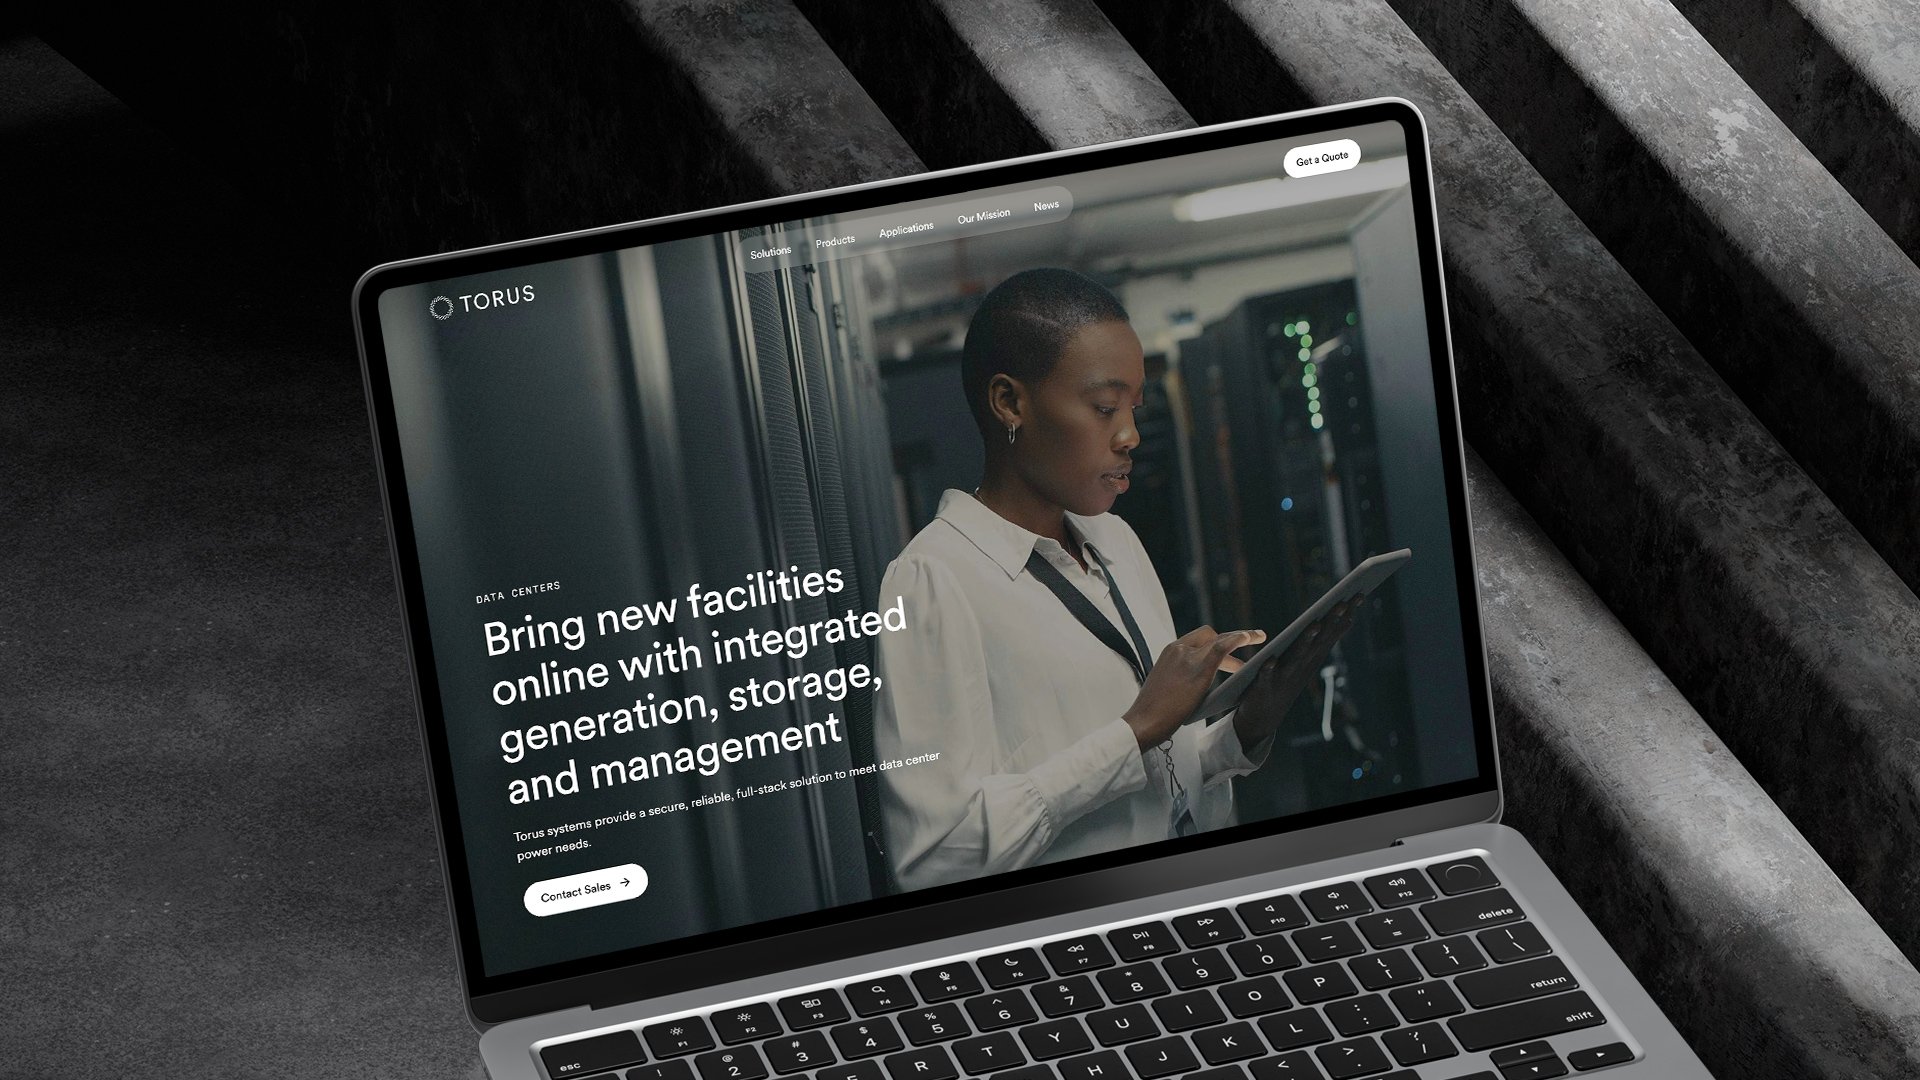 Get a Quote
Solutions Products Applications Our Mission News
TORUS
DATA CENTERS
Bring new facilities
online with integrated
generation, storage,
and management
Torus systems provide a secure, reliable, full-stack solution to meet data center
power needs.
Contact Sales →
esc F1 F2 F3 F4 F5 F6 F7 F8 F9 F10 F11 F12
! @ 2 # 3 $ 4 % 5 ^ 6 & 7 * 8 ( 9 ) 0 _ - + = delete
R T Y U I O P { [ } ] | \
H J K L : ; " ' return
< > ? / shift